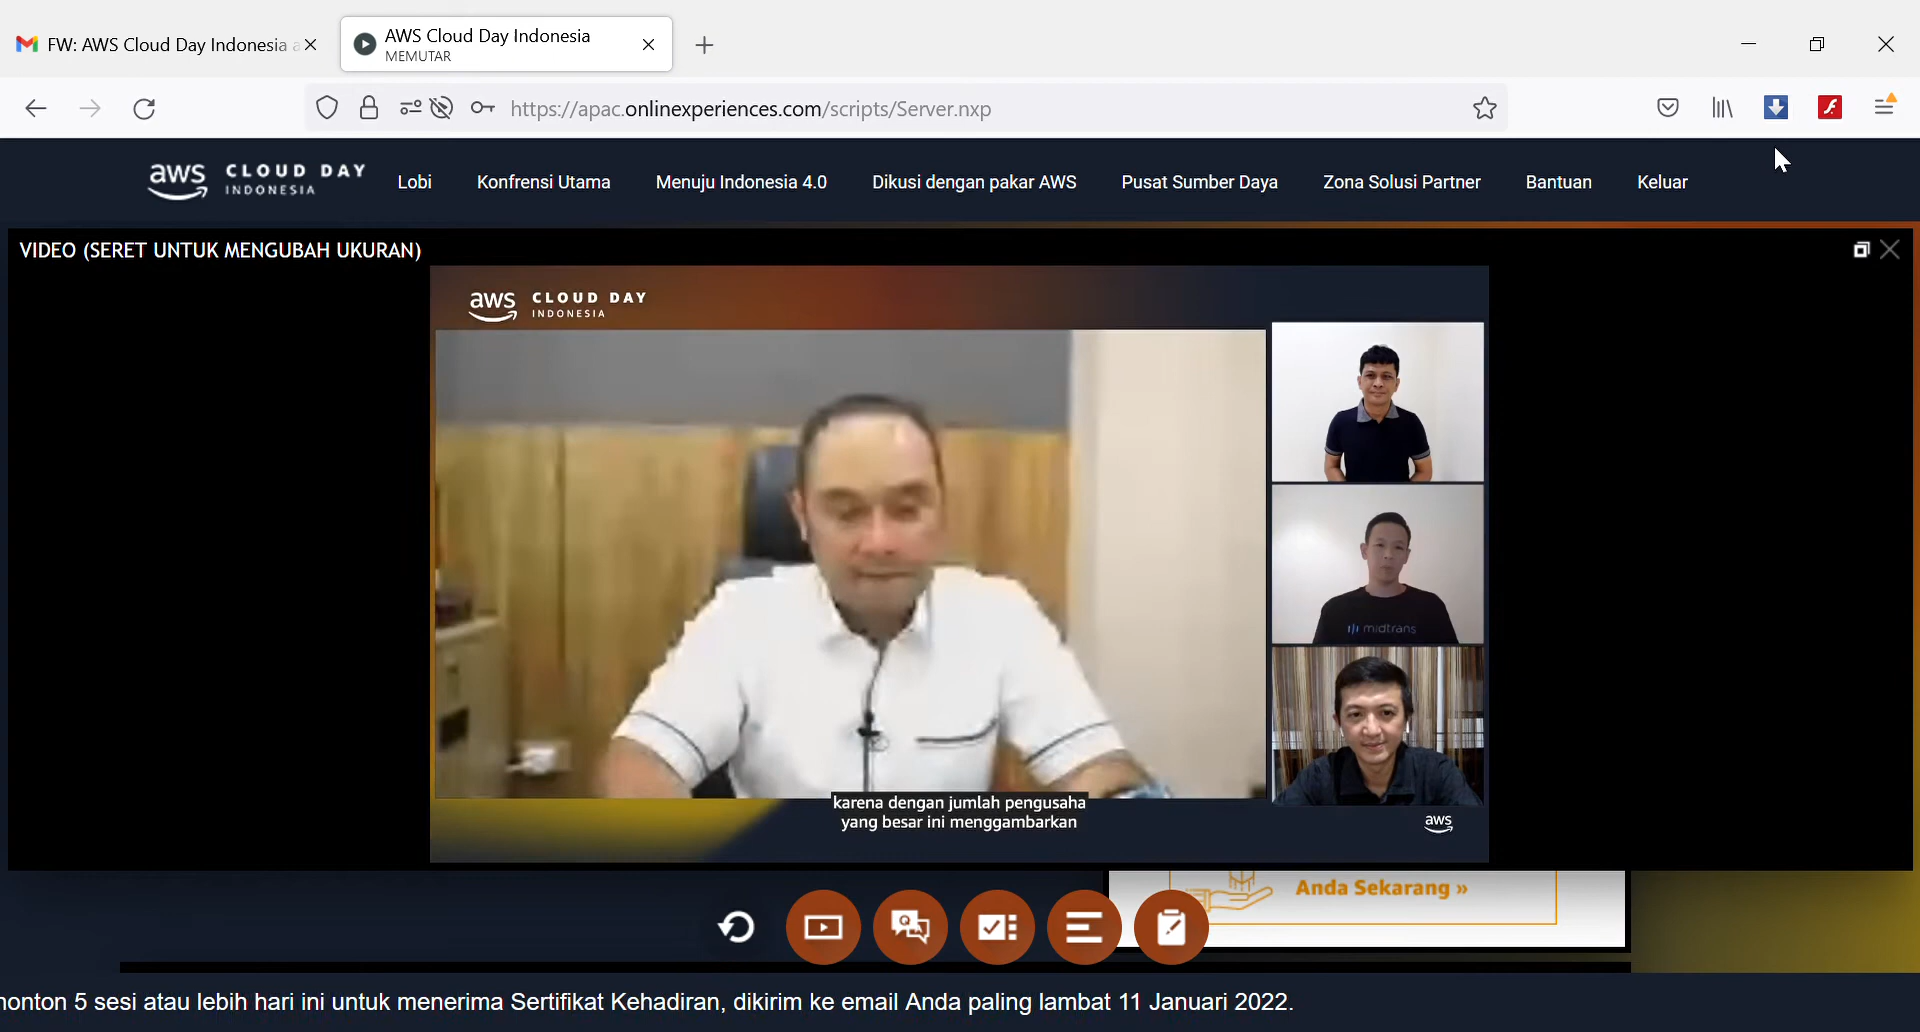 FW: AWS Cloud Day Indonesia
AWS Cloud Day Indonesia
MEMUTAR
https://apac.onlinexperiences.com/scripts/Server.nxp
aws CLOUD DAY
INDONESIA
Lobi Konfrensi Utama Menuju Indonesia 4.0 Dikusi dengan pakar AWS Pusat Sumber Daya Zona Solusi Partner Bantuan Keluar
VIDEO (SERET UNTUK MENGUBAH UKURAN)
aws CLOUD DAY
INDONESIA
midtrans
karena dengan jumlah pengusaha
yang besar ini menggambarkan
aws
Anda Sekarang »
Q A
onton 5 sesi atau lebih hari ini untuk menerima Sertifikat Kehadiran, dikirim ke email Anda paling lambat 11 Januari 2022.